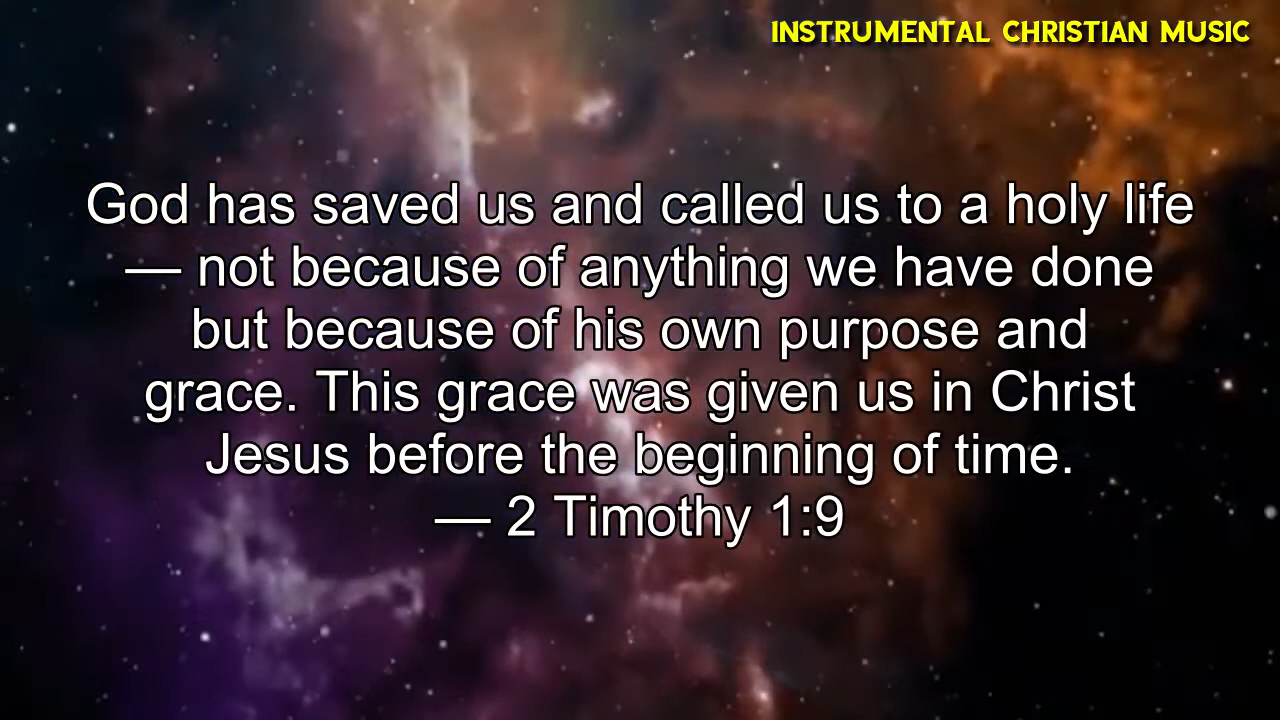 INSTRUMENTAL CHRISTIAN MUSIC
God has saved us and called us to a holy life
— not because of anything we have done
but because of his own purpose and
grace. This grace was given us in Christ
Jesus before the beginning of time.
— 2 Timothy 1:9